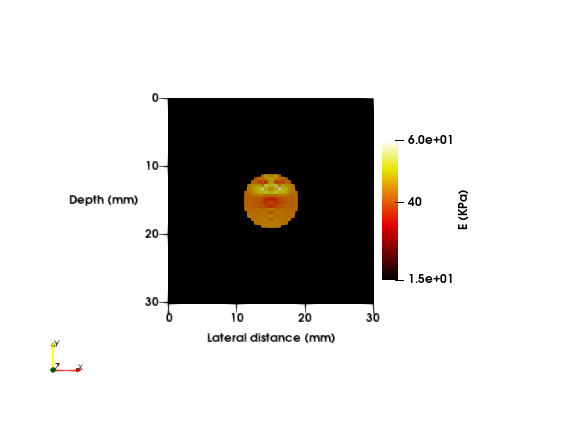 0
10
20
30
Depth (mm)
0 10 20 30
Lateral distance (mm)
6.0e+01
40
1.5e+01
E (KPa)
Y
Z
X